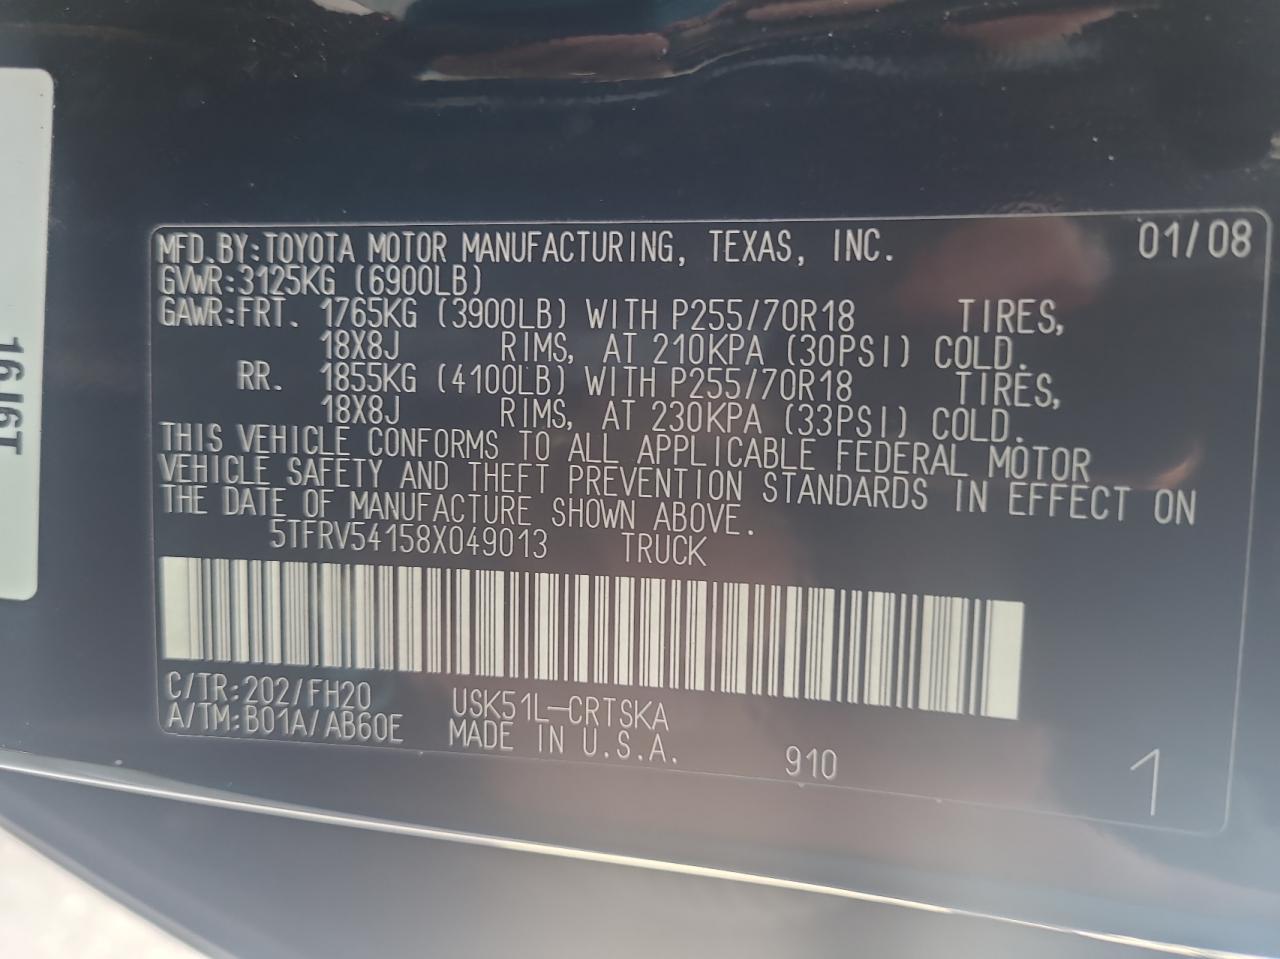 MFD.BY:TOYOTA MOTOR MANUFACTURING, TEXAS, INC. 01/08
GVWR:3125KG (6900LB)
GAWR:FRT. 1765KG (3900LB) WITH P255/70R18 TIRES,
18X8J RIMS, AT 210KPA (30PSI) COLD.
RR. 1855KG (4100LB) WITH P255/70R18 TIRES,
18X8J RIMS, AT 230KPA (33PSI) COLD.
THIS VEHICLE CONFORMS TO ALL APPLICABLE FEDERAL MOTOR
VEHICLE SAFETY AND THEFT PREVENTION STANDARDS IN EFFECT ON
THE DATE OF MANUFACTURE SHOWN ABOVE.
5TFRV54158X049013 TRUCK
C/TR:202/FH20 USK51L-CRTSKA
A/TM:B01A/AB60E MADE IN U.S.A. 910
1